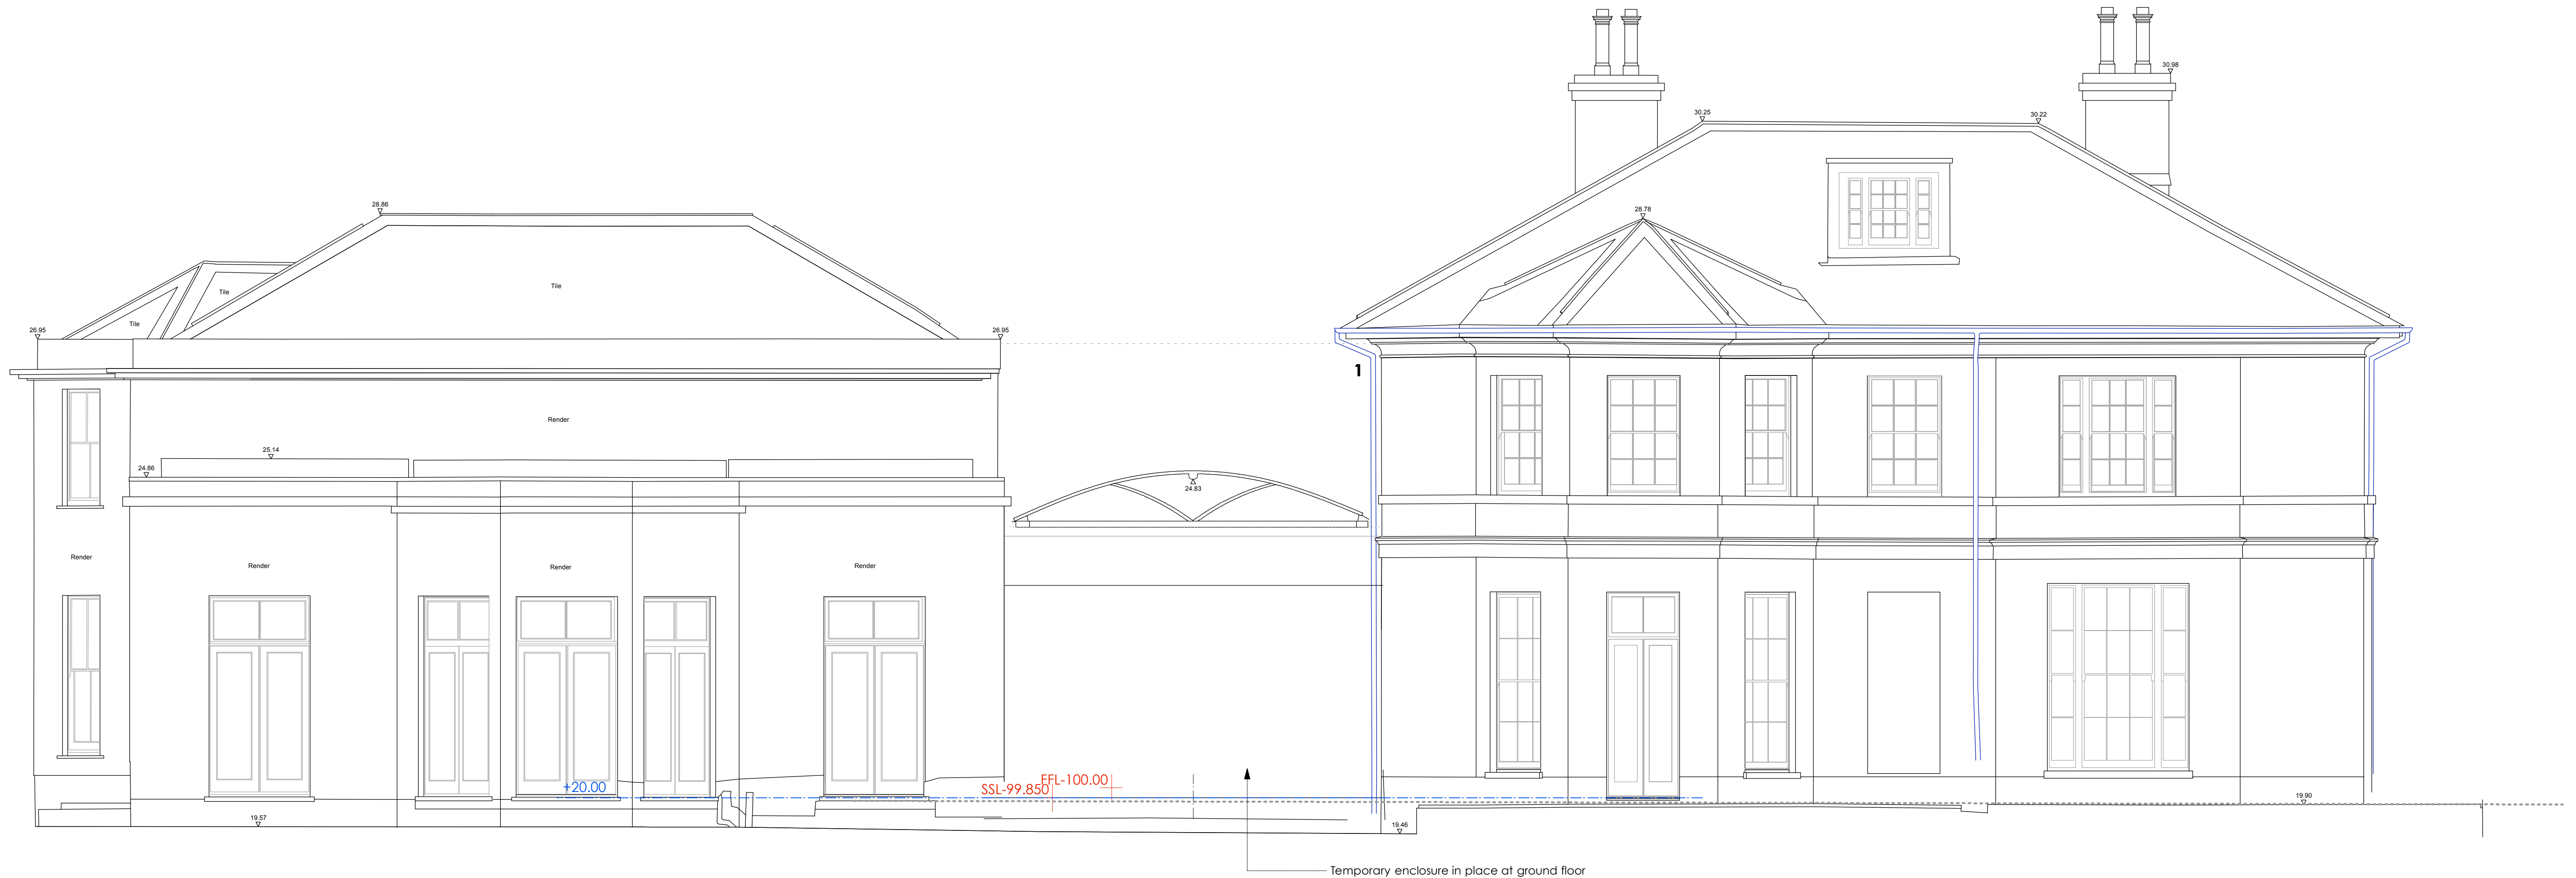 30.98
30.25
30.22
28.86
28.78
Tile
Tile
Tile
26.95
26.95
1
Render
25.14
24.86
24.83
Render
Render
Render
Render
FFL-100.00
+20.00
SSL-99.850
19.90
19.57
19.46
Temporary enclosure in place at ground floor